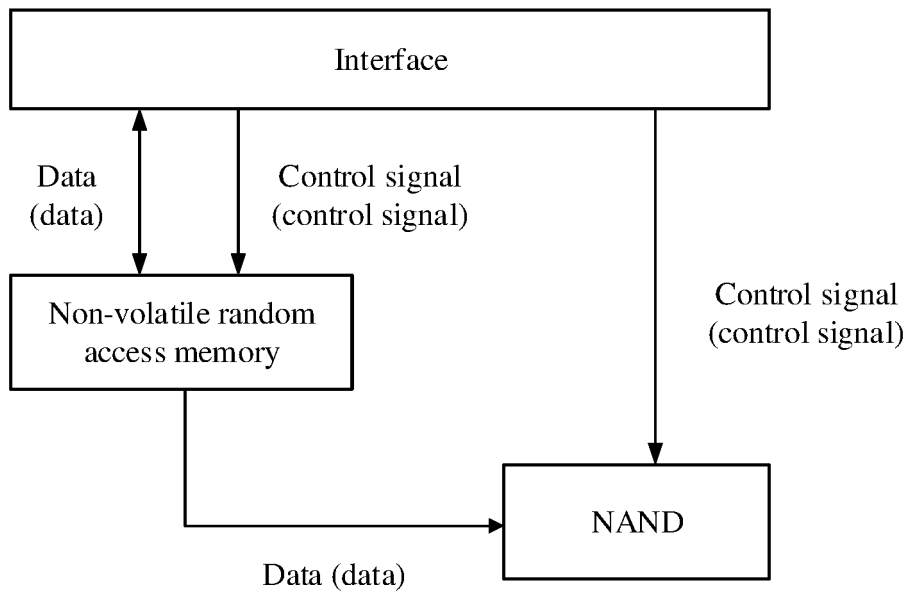 Interface
Data
(data)
Control signal
(control signal)
Non-volatile random
access memory
Control signal
(control signal)
NAND
Data (data)